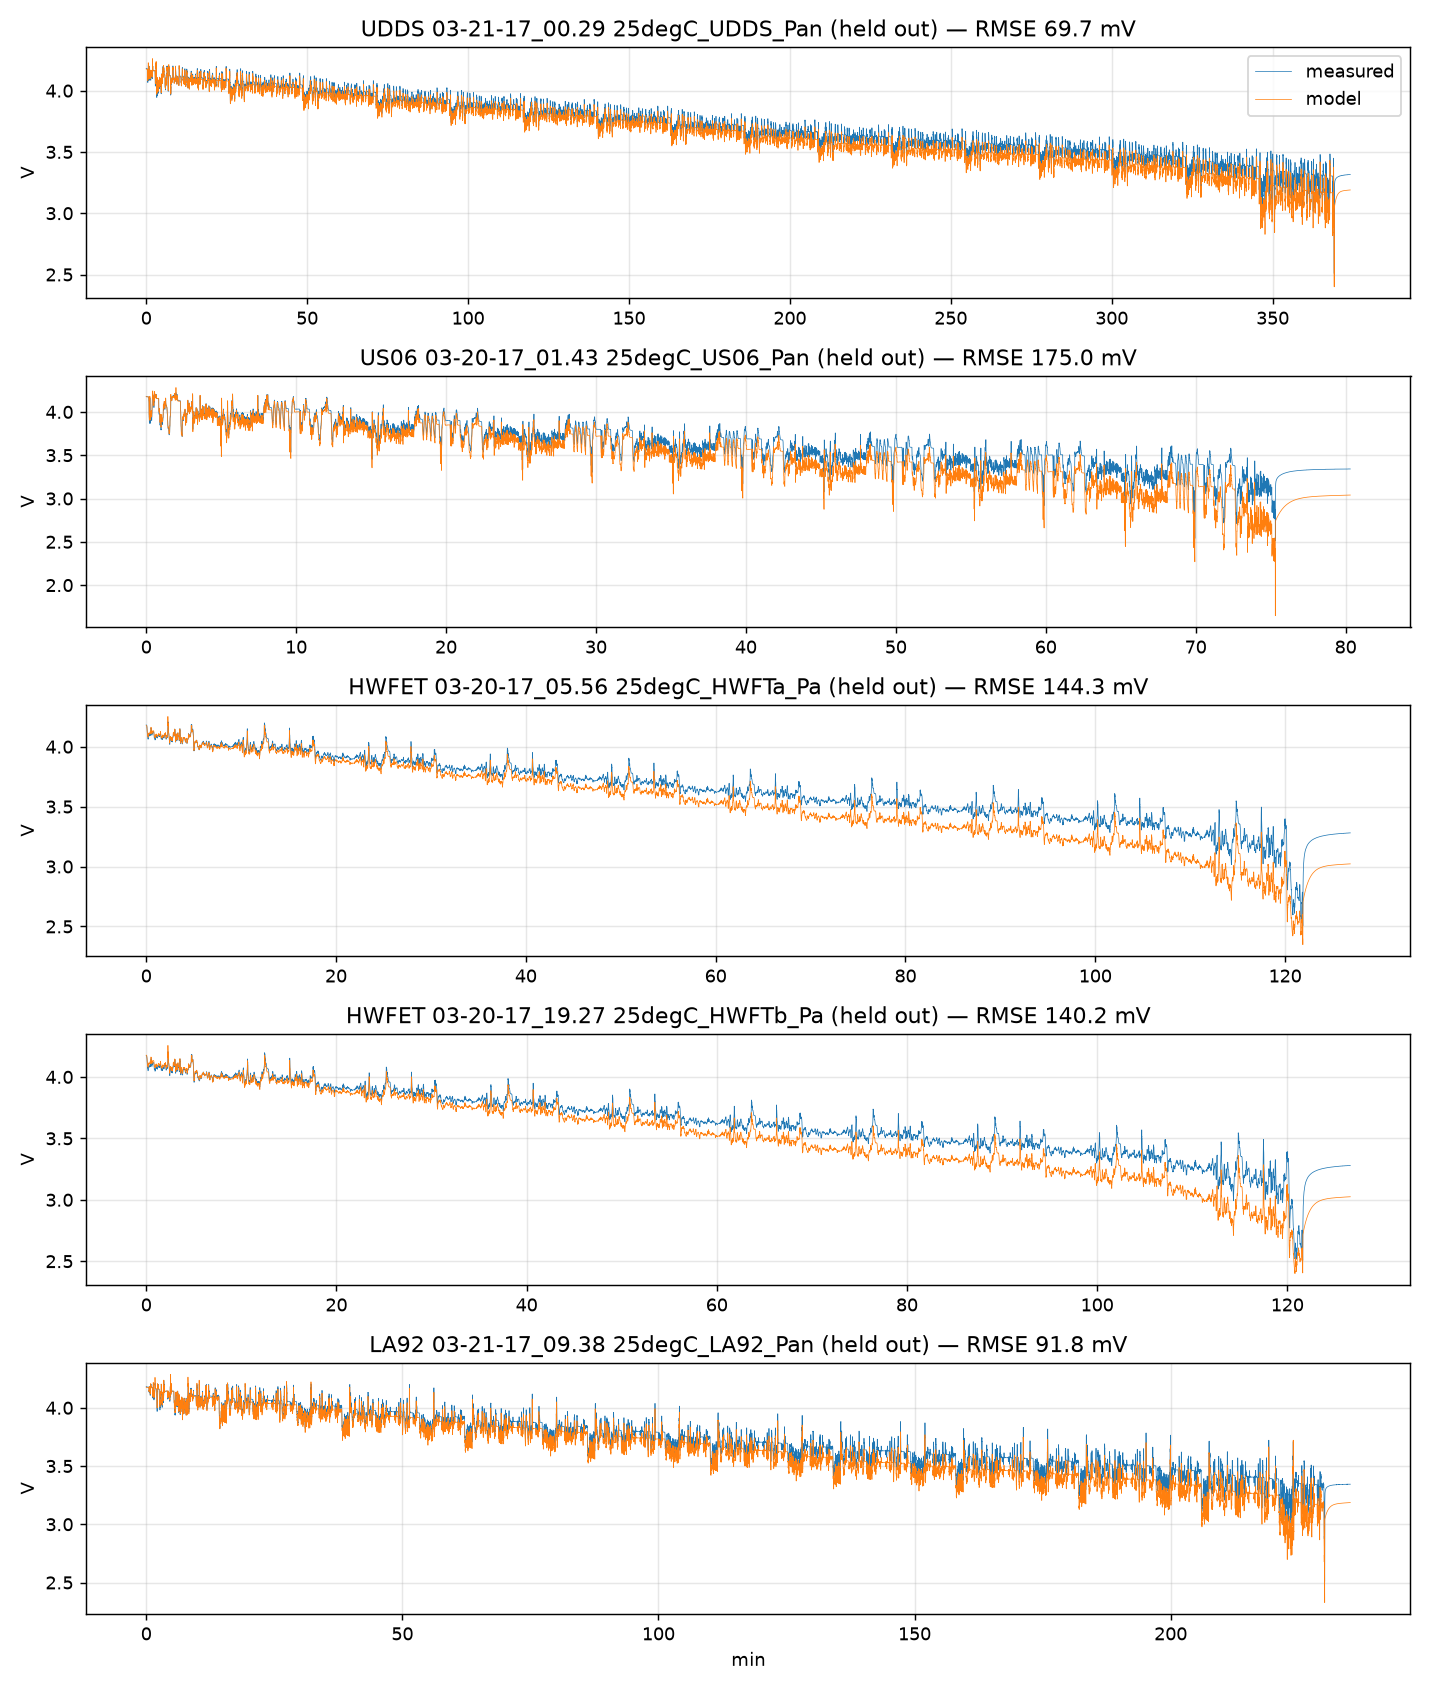 UDDS 03-21-17_00.29 25degC_UDDS_Pan (held out) — RMSE 69.7 mV
measured
model
4.0
3.5
3.0
2.5
V
0 50 100 150 200 250 300 350
US06 03-20-17_01.43 25degC_US06_Pan (held out) — RMSE 175.0 mV
4.0
3.5
3.0
2.5
2.0
V
0 10 20 30 40 50 60 70 80
HWFET 03-20-17_05.56 25degC_HWFTa_Pa (held out) — RMSE 144.3 mV
4.0
3.5
3.0
2.5
V
0 20 40 60 80 100 120
HWFET 03-20-17_19.27 25degC_HWFTb_Pa (held out) — RMSE 140.2 mV
4.0
3.5
3.0
2.5
V
0 20 40 60 80 100 120
LA92 03-21-17_09.38 25degC_LA92_Pan (held out) — RMSE 91.8 mV
4.0
3.5
3.0
2.5
V
0 50 100 150 200
min